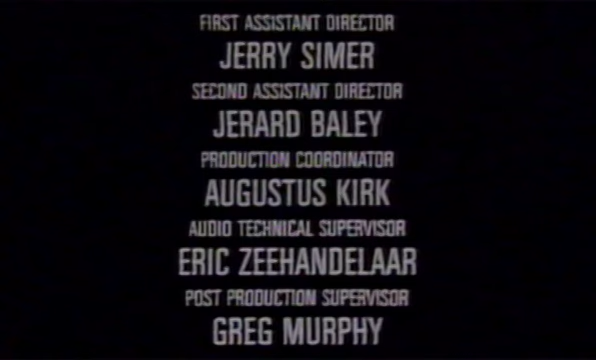 FIRST ASSISTANT DIRECTOR
JERRY SIMER
SECOND ASSISTANT DIRECTOR
JERARD BALEY
PRODUCTION COORDINATOR
AUGUSTUS KIRK
AUDIO TECHNICAL SUPERVISOR
ERIC ZEEHANDELAAR
POST PRODUCTION SUPERVISOR
GREG MURPHY